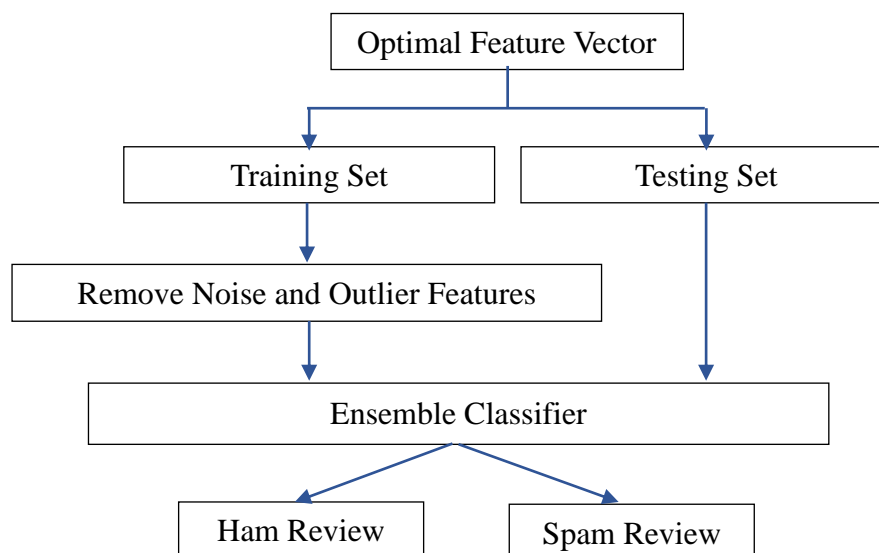 Optimal Feature Vector
Training Set
Testing Set
Remove Noise and Outlier Features
Ensemble Classifier
Ham Review
Spam Review